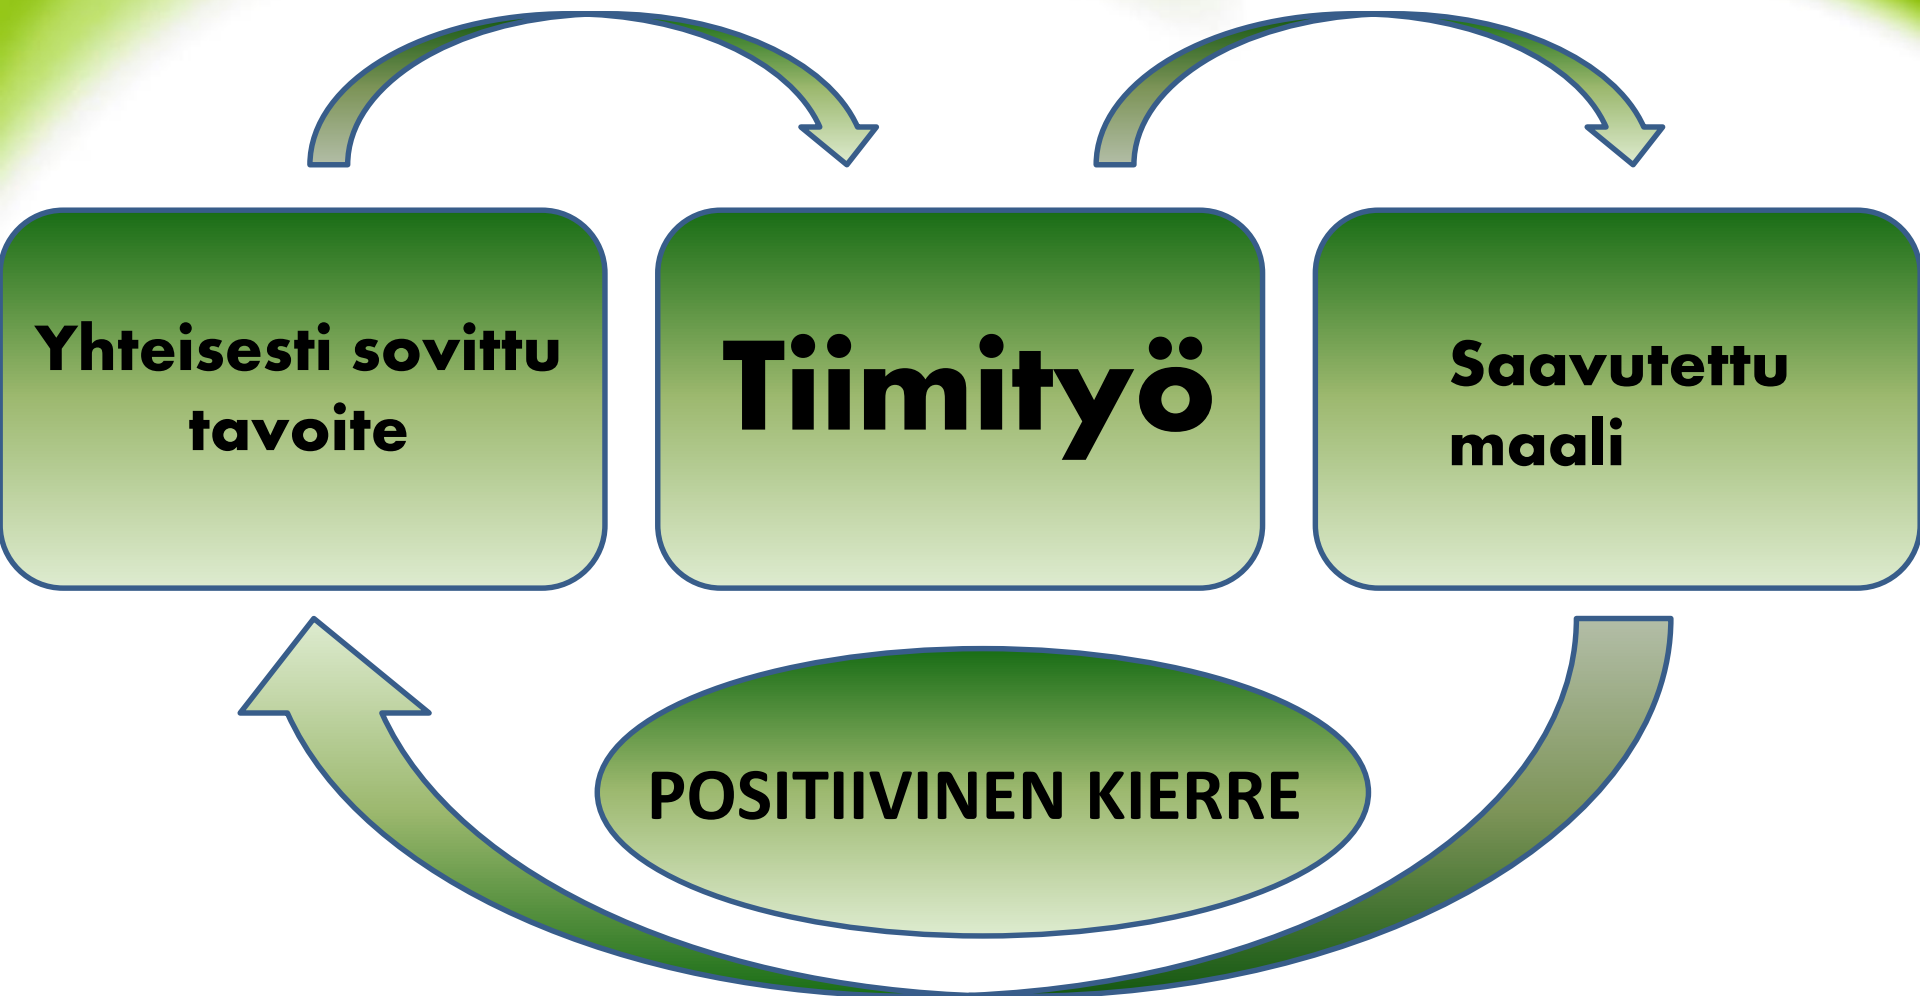 Yhteisesti sovittu
tavoite
Tiimityö
Saavutettu
maali
POSITIIVINEN KIERRE